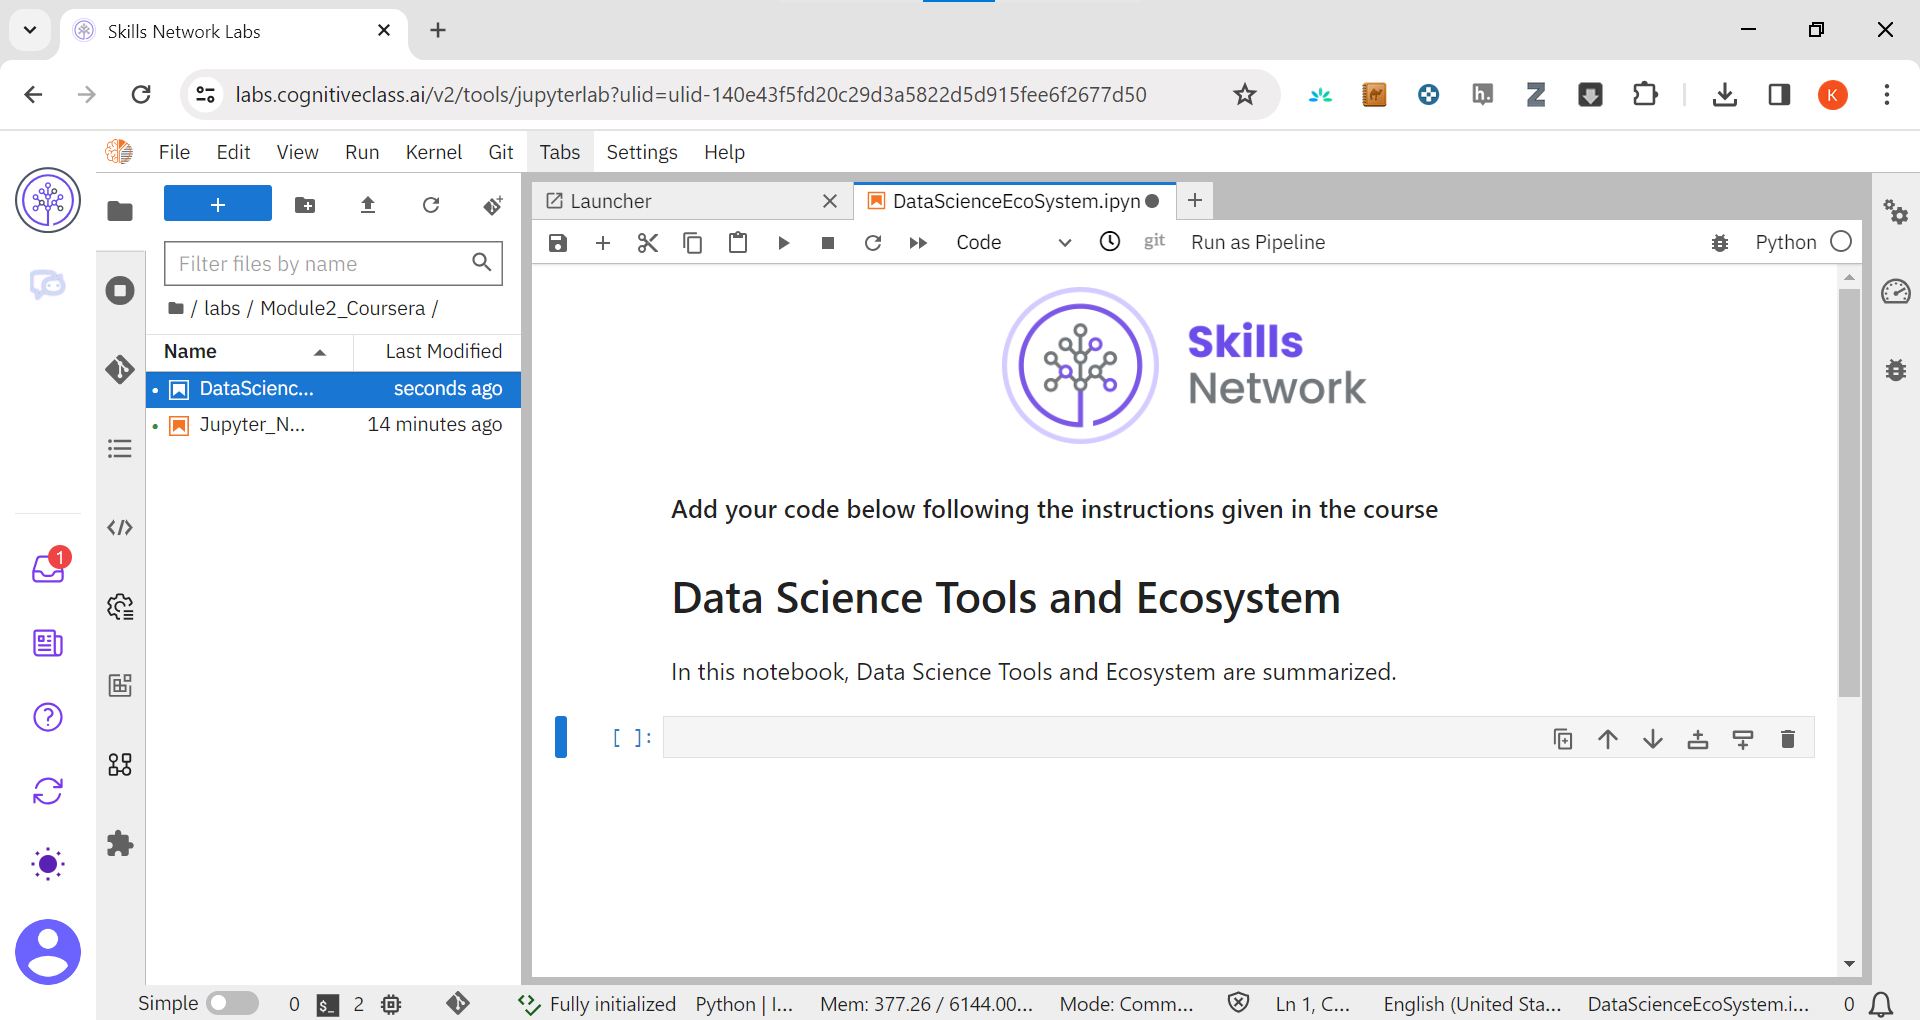 Skills Network Labs
labs.cognitiveclass.ai/v2/tools/jupyterlab?ulid=ulid-140e43f5fd20c29d3a5822d5d915fee6f2677d50
h.
Z
K
File Edit View Run Kernel Git Tabs Settings Help
Launcher
DataScienceEcoSystem.ipyn
Code
git
Run as Pipeline
Python
Filter files by name
/ labs / Module2_Coursera /
Name Last Modified
DataScienc... seconds ago
Jupyter_N... 14 minutes ago
1
Skills
Network
Add your code below following the instructions given in the course
Data Science Tools and Ecosystem
In this notebook, Data Science Tools and Ecosystem are summarized.
[ ]:
Simple 0 $_ 2 Fully initialized Python | I... Mem: 377.26 / 6144.00... Mode: Comm... Ln 1, C... English (United Sta... DataScienceEcoSystem.i... 0